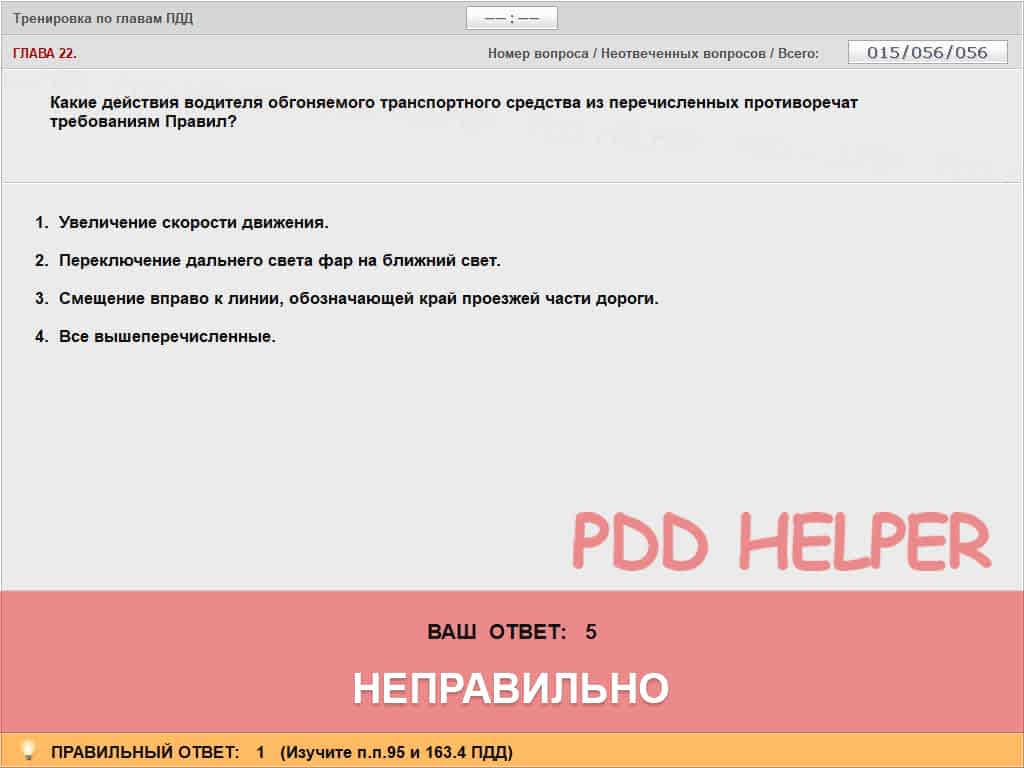 Тренировка по главам ПДД
—— : ——
ГЛАВА 22.
Номер вопроса / Неотвеченных вопросов / Всего:
015/056/056
Какие действия водителя обгоняемого транспортного средства из перечисленных противоречат
требованиям Правил?
1. Увеличение скорости движения.
2. Переключение дальнего света фар на ближний свет.
3. Смещение вправо к линии, обозначающей край проезжей части дороги.
4. Все вышеперечисленные.
PDD HELPER
ВАШ ОТВЕТ: 5
НЕПРАВИЛЬНО
ПРАВИЛЬНЫЙ ОТВЕТ: 1 (Изучите п.п.95 и 163.4 ПДД)